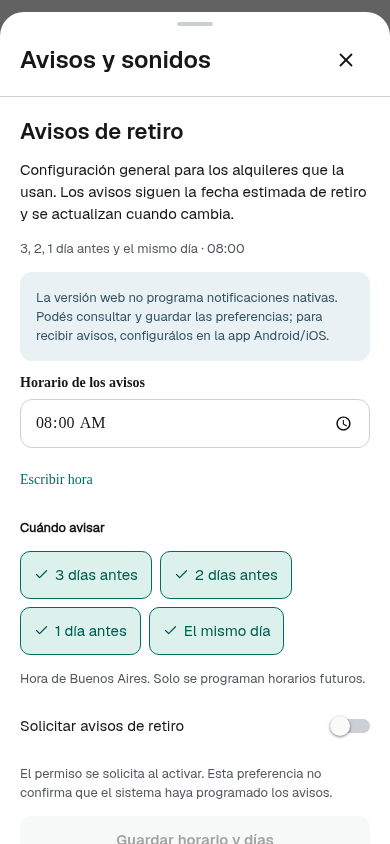 Avisos y sonidos
Avisos de retiro
Configuración general para los alquileres que la
usan. Los avisos siguen la fecha estimada de retiro
y se actualizan cuando cambia.
3, 2, 1 día antes y el mismo día · 08:00
La versión web no programa notificaciones nativas.
Podés consultar y guardar las preferencias; para
recibir avisos, configurálos en la app Android/iOS.
Horario de los avisos
08:00 AM
Escribir hora
Cuándo avisar
3 días antes
2 días antes
1 día antes
El mismo día
Hora de Buenos Aires. Solo se programan horarios futuros.
Solicitar avisos de retiro
El permiso se solicita al activar. Esta preferencia no
confirma que el sistema haya programado los avisos.
Guardar horario y días